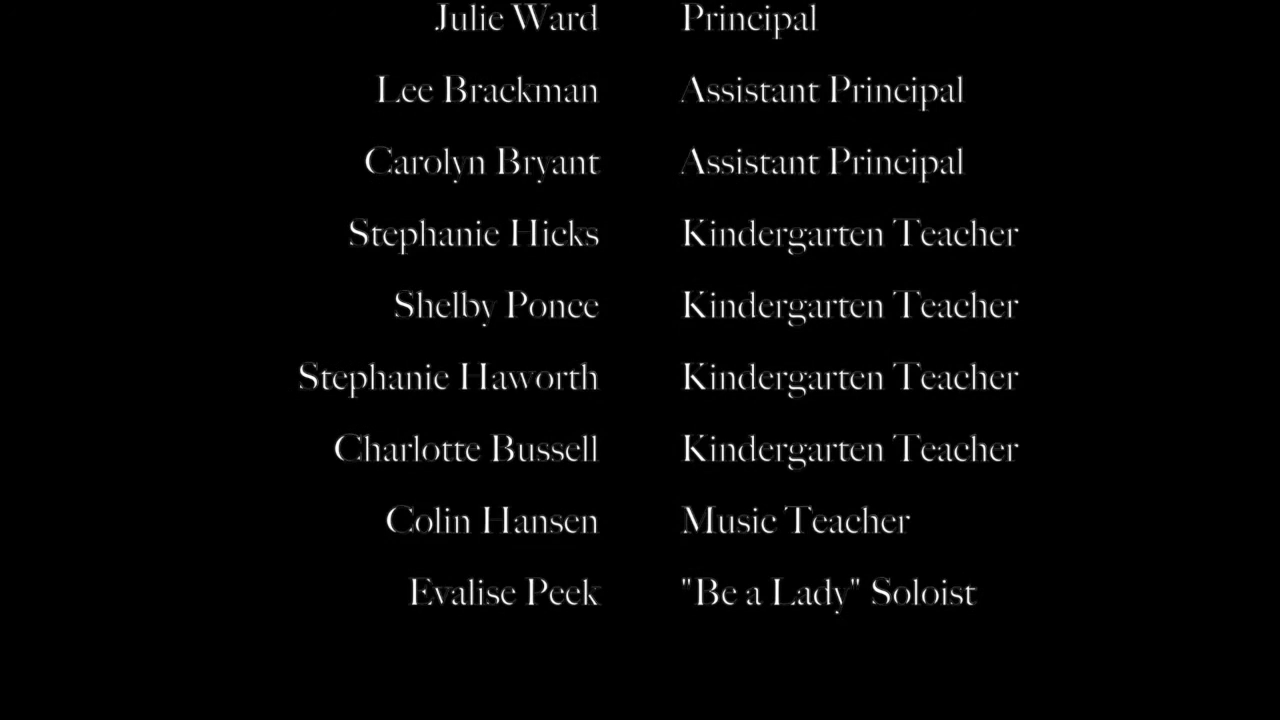 Julie Ward Principal
Lee Brackman Assistant Principal
Carolyn Bryant Assistant Principal
Stephanie Hicks Kindergarten Teacher
Shelby Ponce Kindergarten Teacher
Stephanie Haworth Kindergarten Teacher
Charlotte Bussell Kindergarten Teacher
Colin Hansen Music Teacher
Evalise Peek "Be a Lady" Soloist